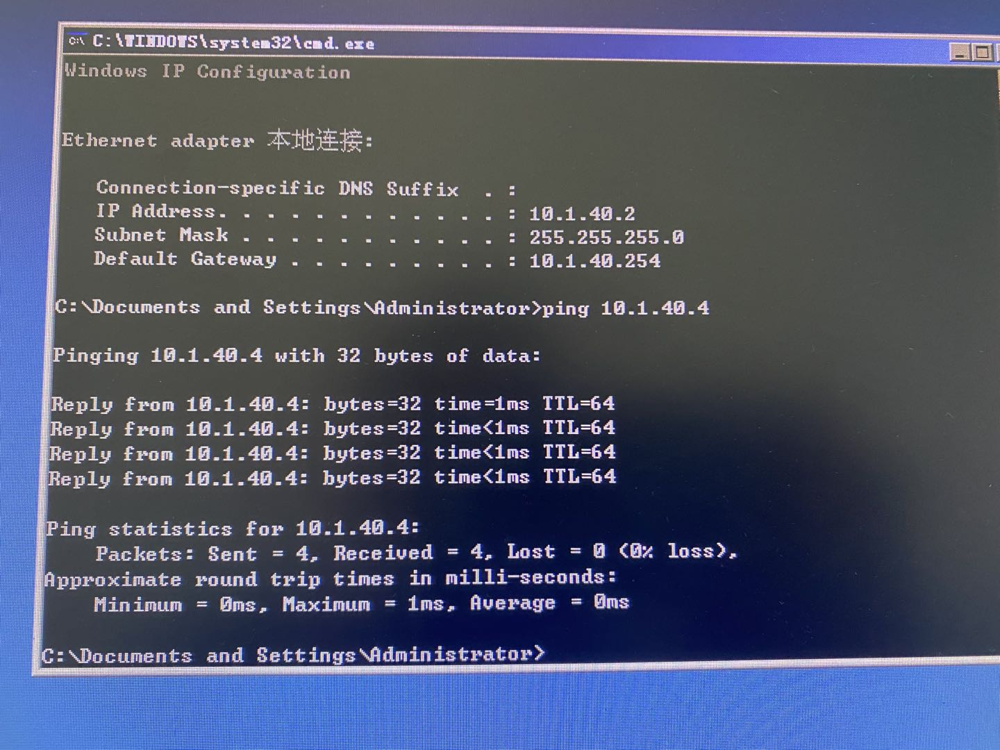 C:\WINDOWS\system32\cmd.exe
Windows IP Configuration
Ethernet adapter 本地连接:
Connection-specific DNS Suffix  . :
IP Address. . . . . . . . . . . . : 10.1.40.2
Subnet Mask . . . . . . . . . . . : 255.255.255.0
Default Gateway . . . . . . . . . : 10.1.40.254
C:\Documents and Settings\Administrator>ping 10.1.40.4
Pinging 10.1.40.4 with 32 bytes of data:
Reply from 10.1.40.4: bytes=32 time=1ms TTL=64
Reply from 10.1.40.4: bytes=32 time<1ms TTL=64
Reply from 10.1.40.4: bytes=32 time<1ms TTL=64
Reply from 10.1.40.4: bytes=32 time<1ms TTL=64
Ping statistics for 10.1.40.4:
Packets: Sent = 4, Received = 4, Lost = 0 (0% loss),
Approximate round trip times in milli-seconds:
Minimum = 0ms, Maximum = 1ms, Average = 0ms
C:\Documents and Settings\Administrator>